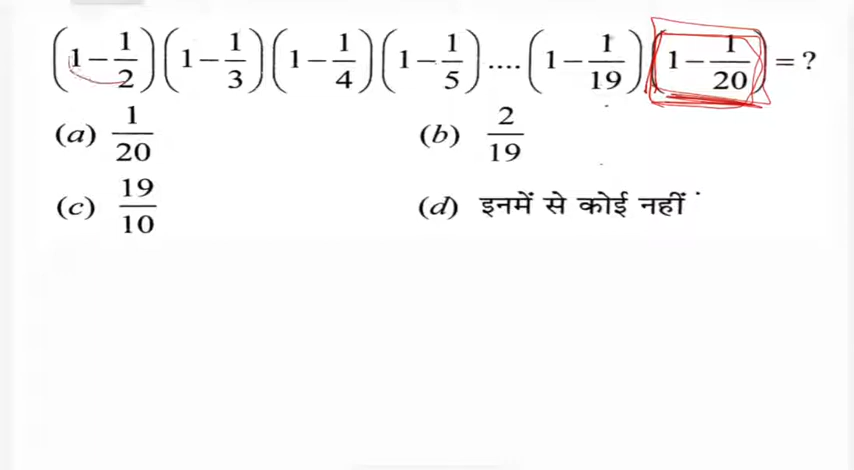 (1 − 1/2)(1 − 1/3)(1 − 1/4)(1 − 1/5)....(1 − 1/19)(1 − 1/20) = ?
(a) 1/20 (b) 2/19
(c) 19/10 (d) इनमें से कोई नहीं